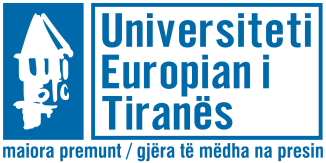 Universiteti
Europian i
Tiranës
maiora premunt / gjëra të mëdha na presin